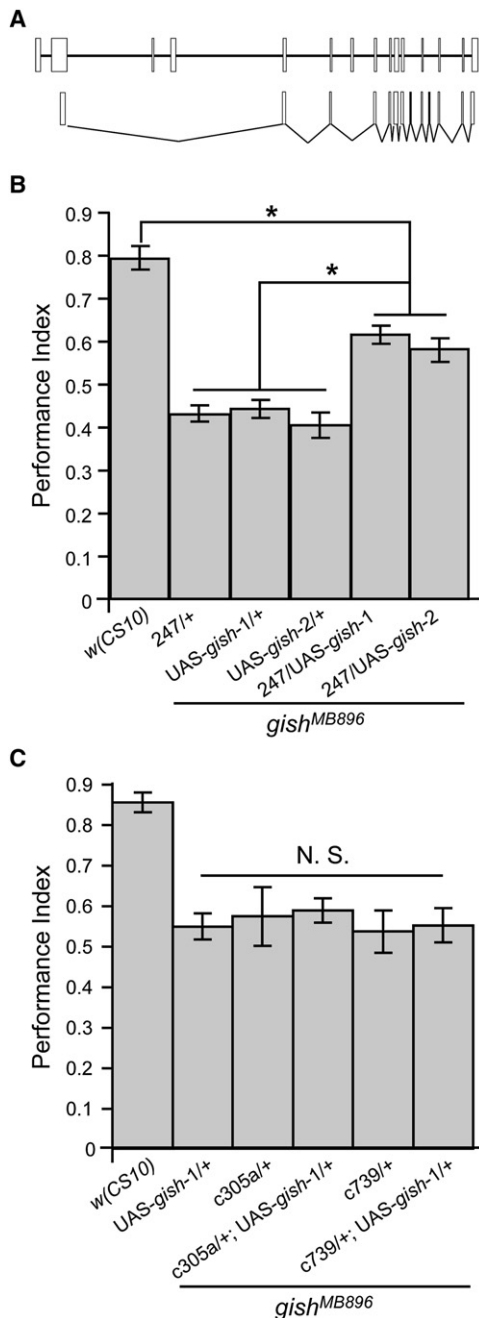 A
B
Performance Index
0.9
0.8
0.7
0.6
0.5
0.4
0.3
0.2
0.1
0
*
*
w(CS10)
247/+
UAS-gish-1/+
UAS-gish-2/+
247/UAS-gish-1
247/UAS-gish-2
gishMB896
C
Performance Index
0.9
0.8
0.7
0.6
0.5
0.4
0.3
0.2
0.1
0
N. S.
w(CS10)
UAS-gish-1/+
c305a/+
c305a/+; UAS-gish-1/+
c739/+
c739/+; UAS-gish-1/+
gishMB896